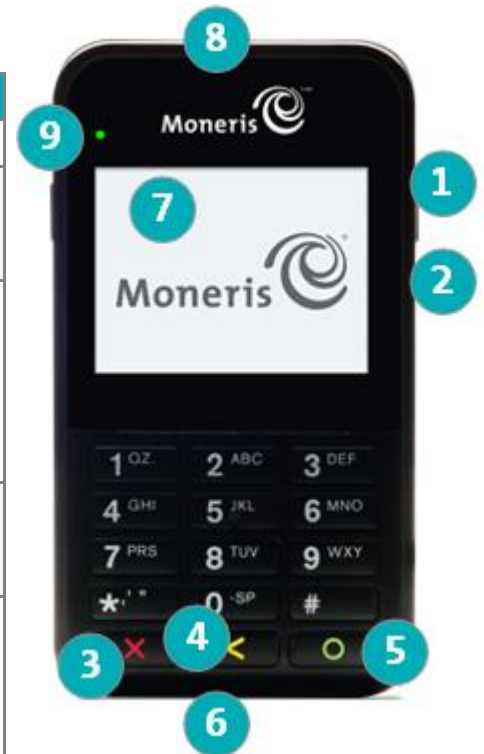 8
Moneris
9
1
7
Moneris
2
1 QZ. 2 ABC 3 DEF
4 GHI 5 JKL 6 MNO
7 PRS 8 TUV 9 WXY
*,' " 0 -SP #
4
3 5
6